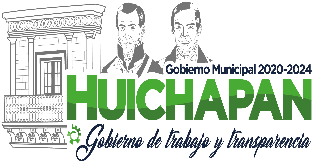 Gobierno Municipal 2020-2024
HUICHAPAN
Gobierno de trabajo y transparencia